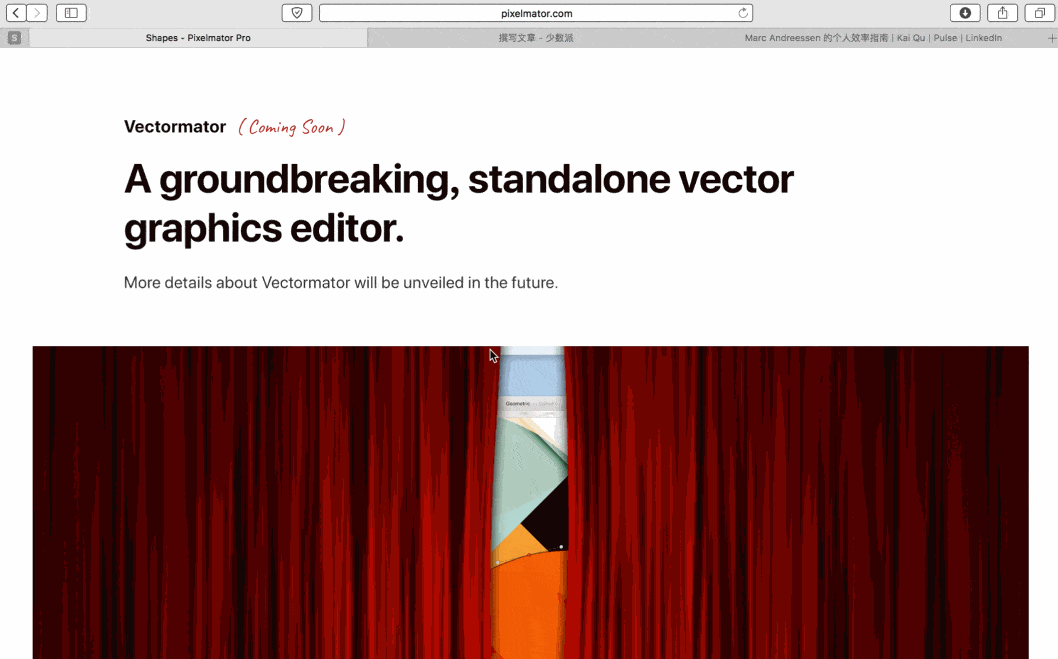 pixelmator.com
S
Shapes - Pixelmator Pro
撰写文章 - 少数派
Marc Andreessen 的个人效率指南 | Kai Qu | Pulse | LinkedIn
Vectormator ( Coming Soon )
A groundbreaking, standalone vector
graphics editor.
More details about Vectormator will be unveiled in the future.
Geometric